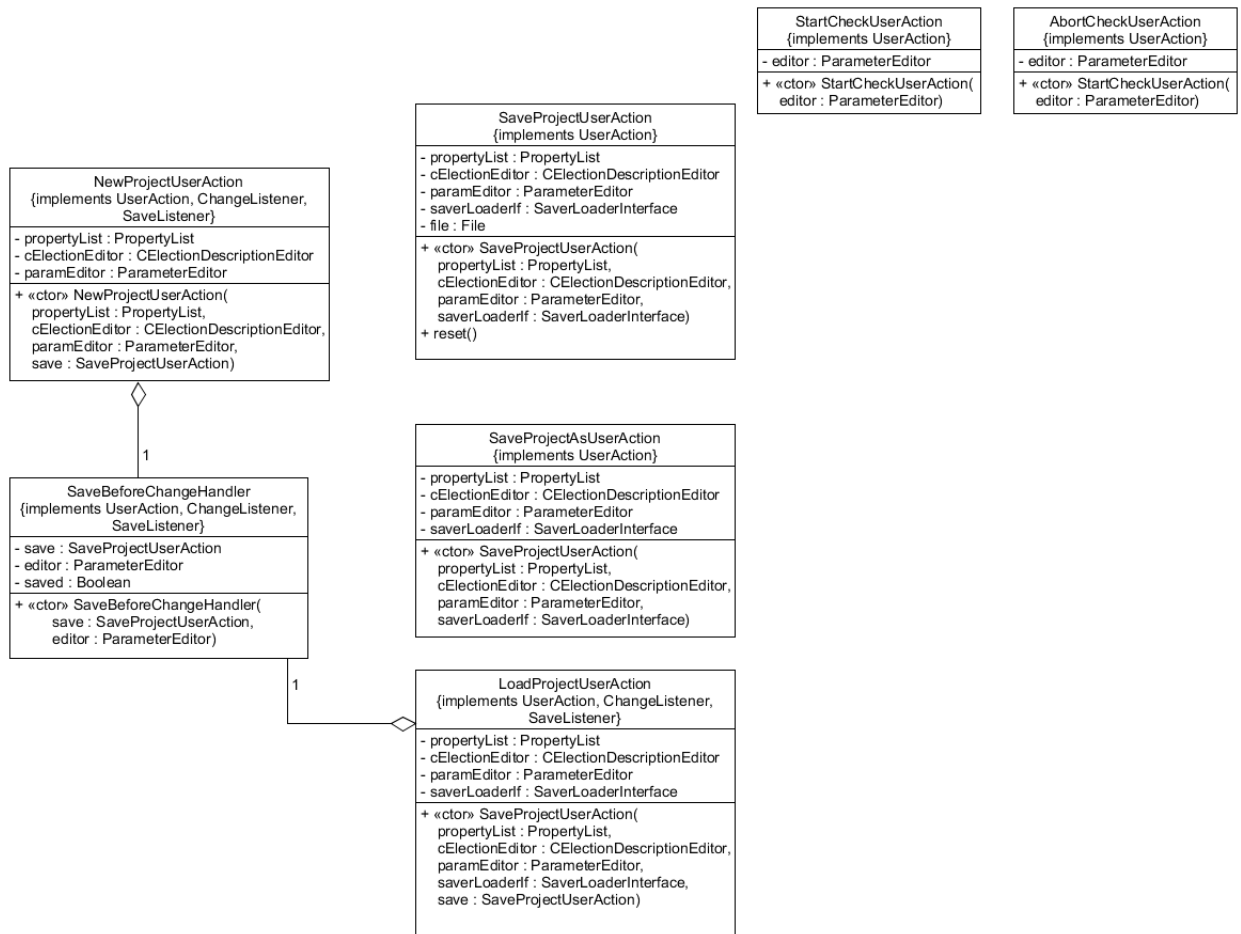 StartCheckUserAction
{implements UserAction}
- editor : ParameterEditor
+ «ctor» StartCheckUserAction(
editor : ParameterEditor)
AbortCheckUserAction
{implements UserAction}
- editor : ParameterEditor
+ «ctor» StartCheckUserAction(
editor : ParameterEditor)
SaveProjectUserAction
{implements UserAction}
- propertyList : PropertyList
- cElectionEditor : CElectionDescriptionEditor
- paramEditor : ParameterEditor
- saverLoaderIf : SaverLoaderInterface
- file : File
+ «ctor» SaveProjectUserAction(
propertyList : PropertyList,
cElectionEditor : CElectionDescriptionEditor,
paramEditor : ParameterEditor,
saverLoaderIf : SaverLoaderInterface)
+ reset()
NewProjectUserAction
{implements UserAction, ChangeListener,
SaveListener}
- propertyList : PropertyList
- cElectionEditor : CElectionDescriptionEditor
- paramEditor : ParameterEditor
+ «ctor» NewProjectUserAction(
propertyList : PropertyList,
cElectionEditor : CElectionDescriptionEditor,
paramEditor : ParameterEditor,
save : SaveProjectUserAction)
1
SaveBeforeChangeHandler
{implements UserAction, ChangeListener,
SaveListener}
- save : SaveProjectUserAction
- editor : ParameterEditor
- saved : Boolean
+ «ctor» SaveBeforeChangeHandler(
save : SaveProjectUserAction,
editor : ParameterEditor)
1
SaveProjectAsUserAction
{implements UserAction}
- propertyList : PropertyList
- cElectionEditor : CElectionDescriptionEditor
- paramEditor : ParameterEditor
- saverLoaderIf : SaverLoaderInterface
+ «ctor» SaveProjectUserAction(
propertyList : PropertyList,
cElectionEditor : CElectionDescriptionEditor,
paramEditor : ParameterEditor,
saverLoaderIf : SaverLoaderInterface)
LoadProjectUserAction
{implements UserAction, ChangeListener,
SaveListener}
- propertyList : PropertyList
- cElectionEditor : CElectionDescriptionEditor
- paramEditor : ParameterEditor
- saverLoaderIf : SaverLoaderInterface
+ «ctor» SaveProjectUserAction(
propertyList : PropertyList,
cElectionEditor : CElectionDescriptionEditor,
paramEditor : ParameterEditor,
saverLoaderIf : SaverLoaderInterface,
save : SaveProjectUserAction)